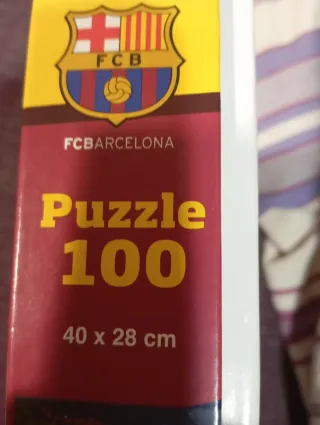 FCB
FCBARCELONA
Puzzle
100
40 x 28 cm